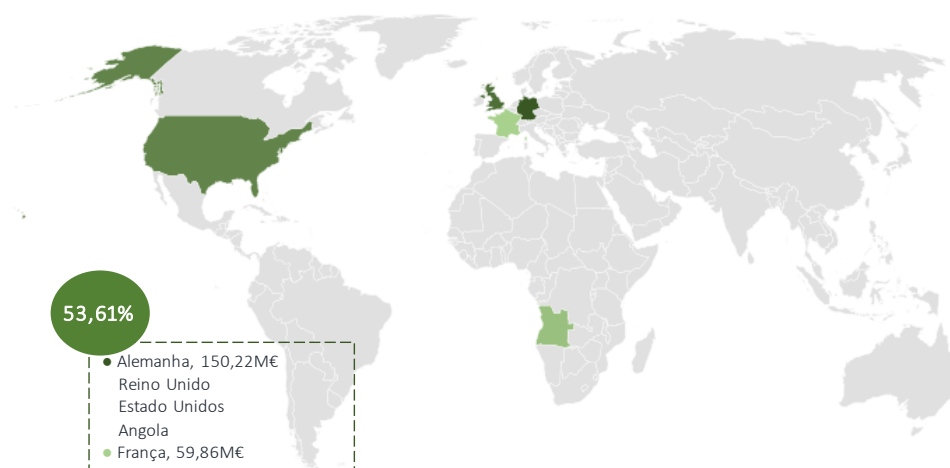 53,61%
Alemanha, 150,22M€
Reino Unido
Estado Unidos
Angola
França, 59,86M€